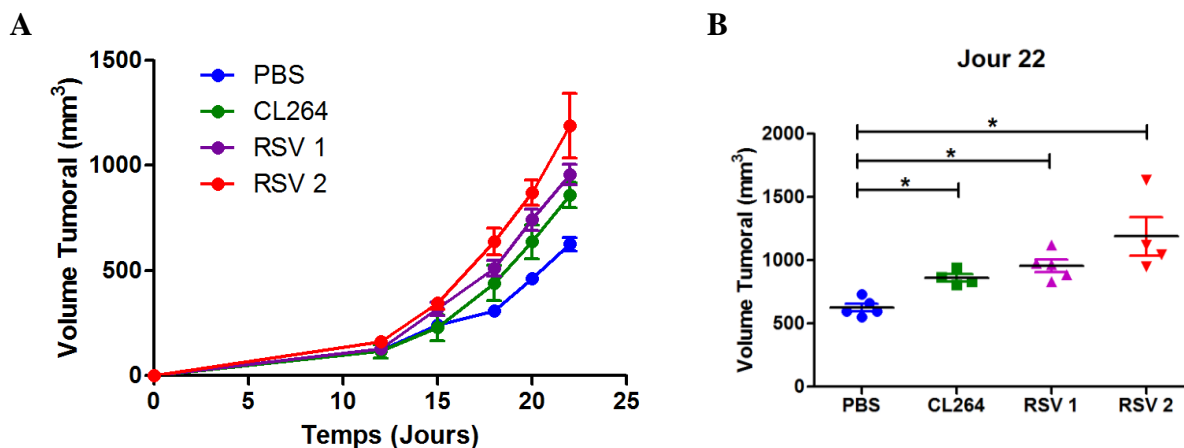 A
Volume Tumoral (mm³)
1500
1000
500
0
PBS
CL264
RSV 1
RSV 2
0
5
10
15
20
25
Temps (Jours)
B
Jour 22
Volume Tumoral (mm³)
2000
1500
1000
500
0
*
*
*
PBS
CL264
RSV 1
RSV 2